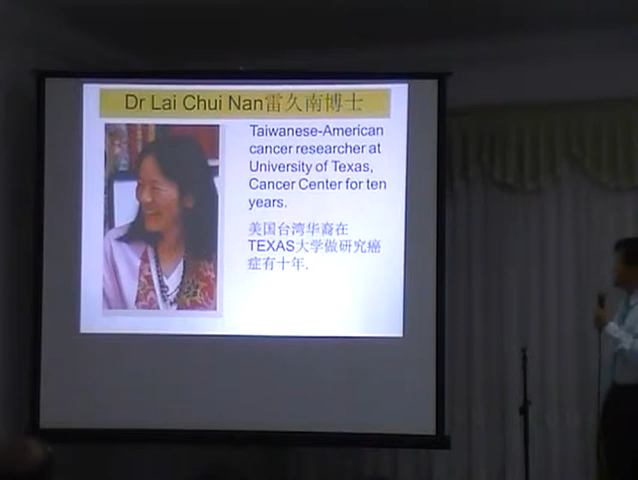 Dr Lai Chui Nan雷久南博士
Taiwanese-American
cancer researcher at
University of Texas,
Cancer Center for ten
years.
美国台湾华裔在
TEXAS大学做研究癌
症有十年.